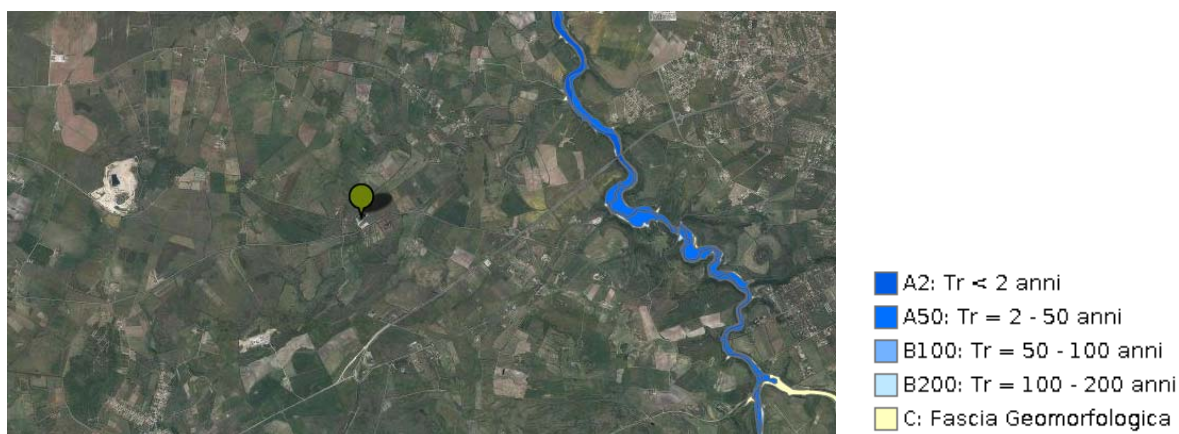 A2: Tr < 2 anni
A50: Tr = 2 - 50 anni
B100: Tr = 50 - 100 anni
B200: Tr = 100 - 200 anni
C: Fascia Geomorfologica